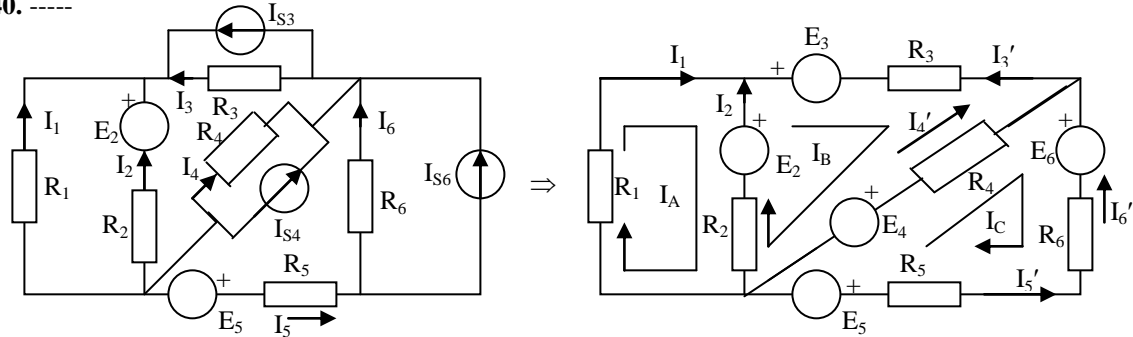 0. -----
I_S3
I_1
E_2
+
I_3
R_3
R_4
I_6
I_2
I_4
R_1
R_2
I_S4
R_6
I_S6
+
R_5
E_5
I_5
⇒
I_1
E_3
+
R_3
I_3′
I_2
+
I_4′
+
E_6
R_1
I_A
E_2
I_B
R_4
R_2
+
E_4
I_C
R_6
I_6′
+
R_5
I_5′
E_5